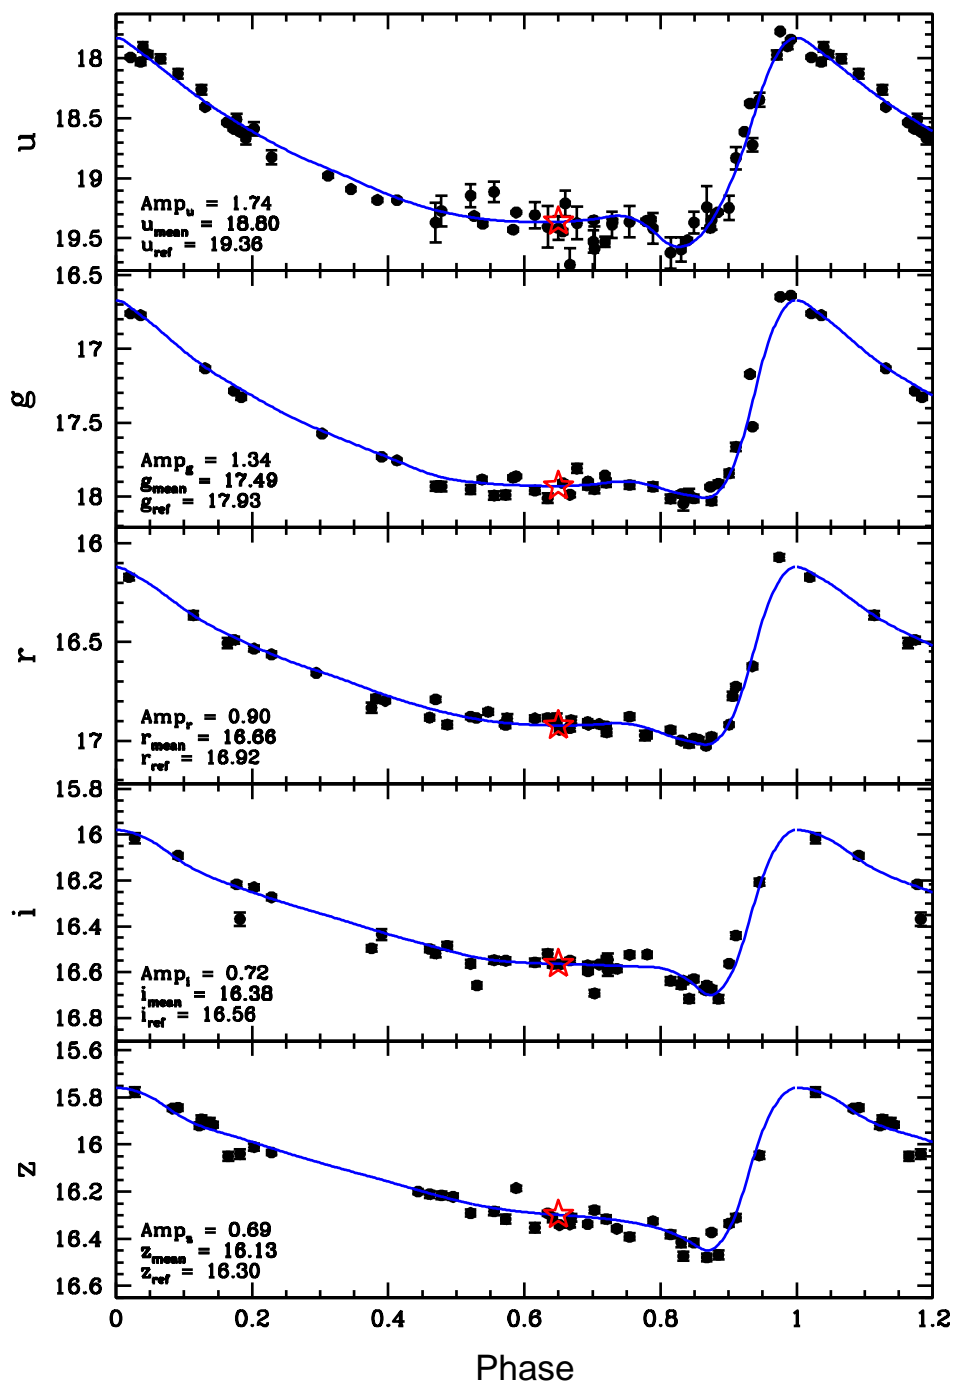 18
18.5
19
19.5
u
Amp_u = 1.74
u_mean = 18.80
u_ref = 19.36
16.5
17
17.5
18
g
Amp_g = 1.34
g_mean = 17.49
g_ref = 17.93
16
16.5
17
r
Amp_r = 0.90
r_mean = 16.66
r_ref = 16.92
15.8
16
16.2
16.4
16.6
16.8
i
Amp_i = 0.72
i_mean = 16.38
i_ref = 16.56
15.6
15.8
16
16.2
16.4
16.6
z
Amp_z = 0.69
z_mean = 16.13
z_ref = 16.30
0 0.2 0.4 0.6 0.8 1 1.2
Phase